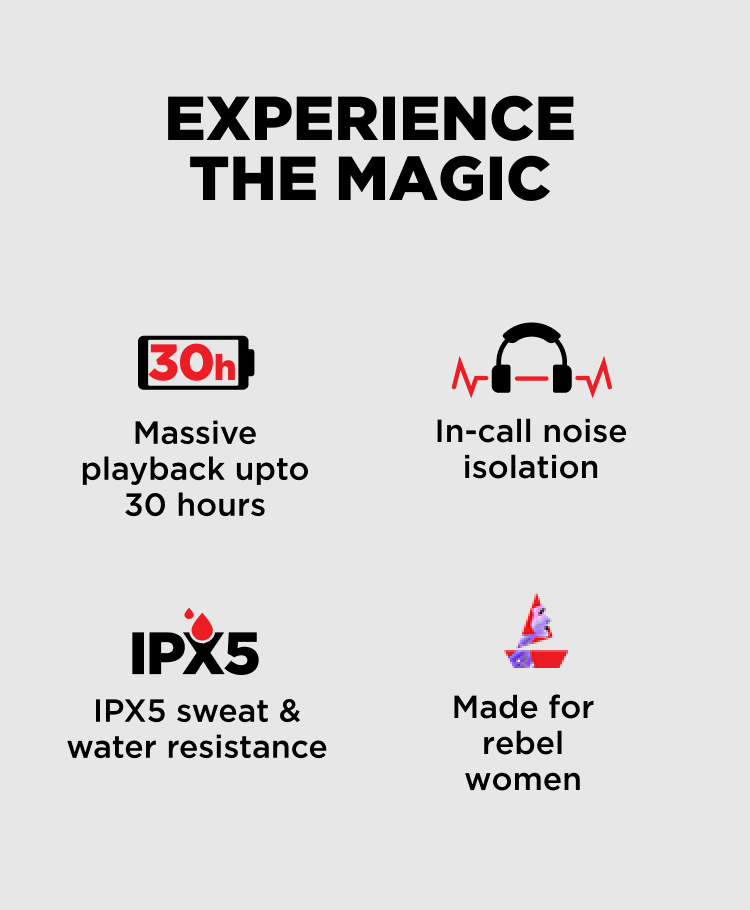 EXPERIENCE
THE MAGIC
30h
Massive
playback upto
30 hours
In-call noise
isolation
IPX5
IPX5 sweat &
water resistance
Made for
rebel
women